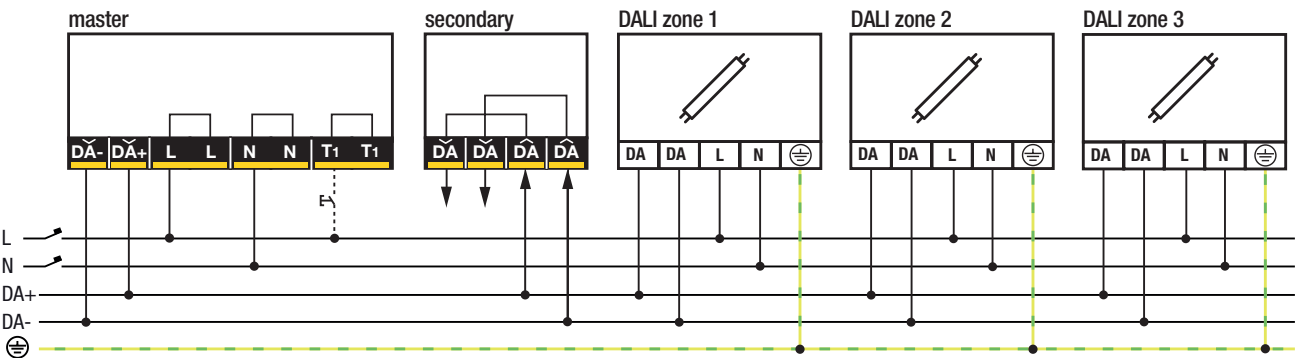 master secondary DALI zone 1 DALI zone 2 DALI zone 3
DA- DA+ L L N N T1 T1 DA DA DA DA DA DA L N DA DA L N DA DA L N
L
N
DA+
DA-